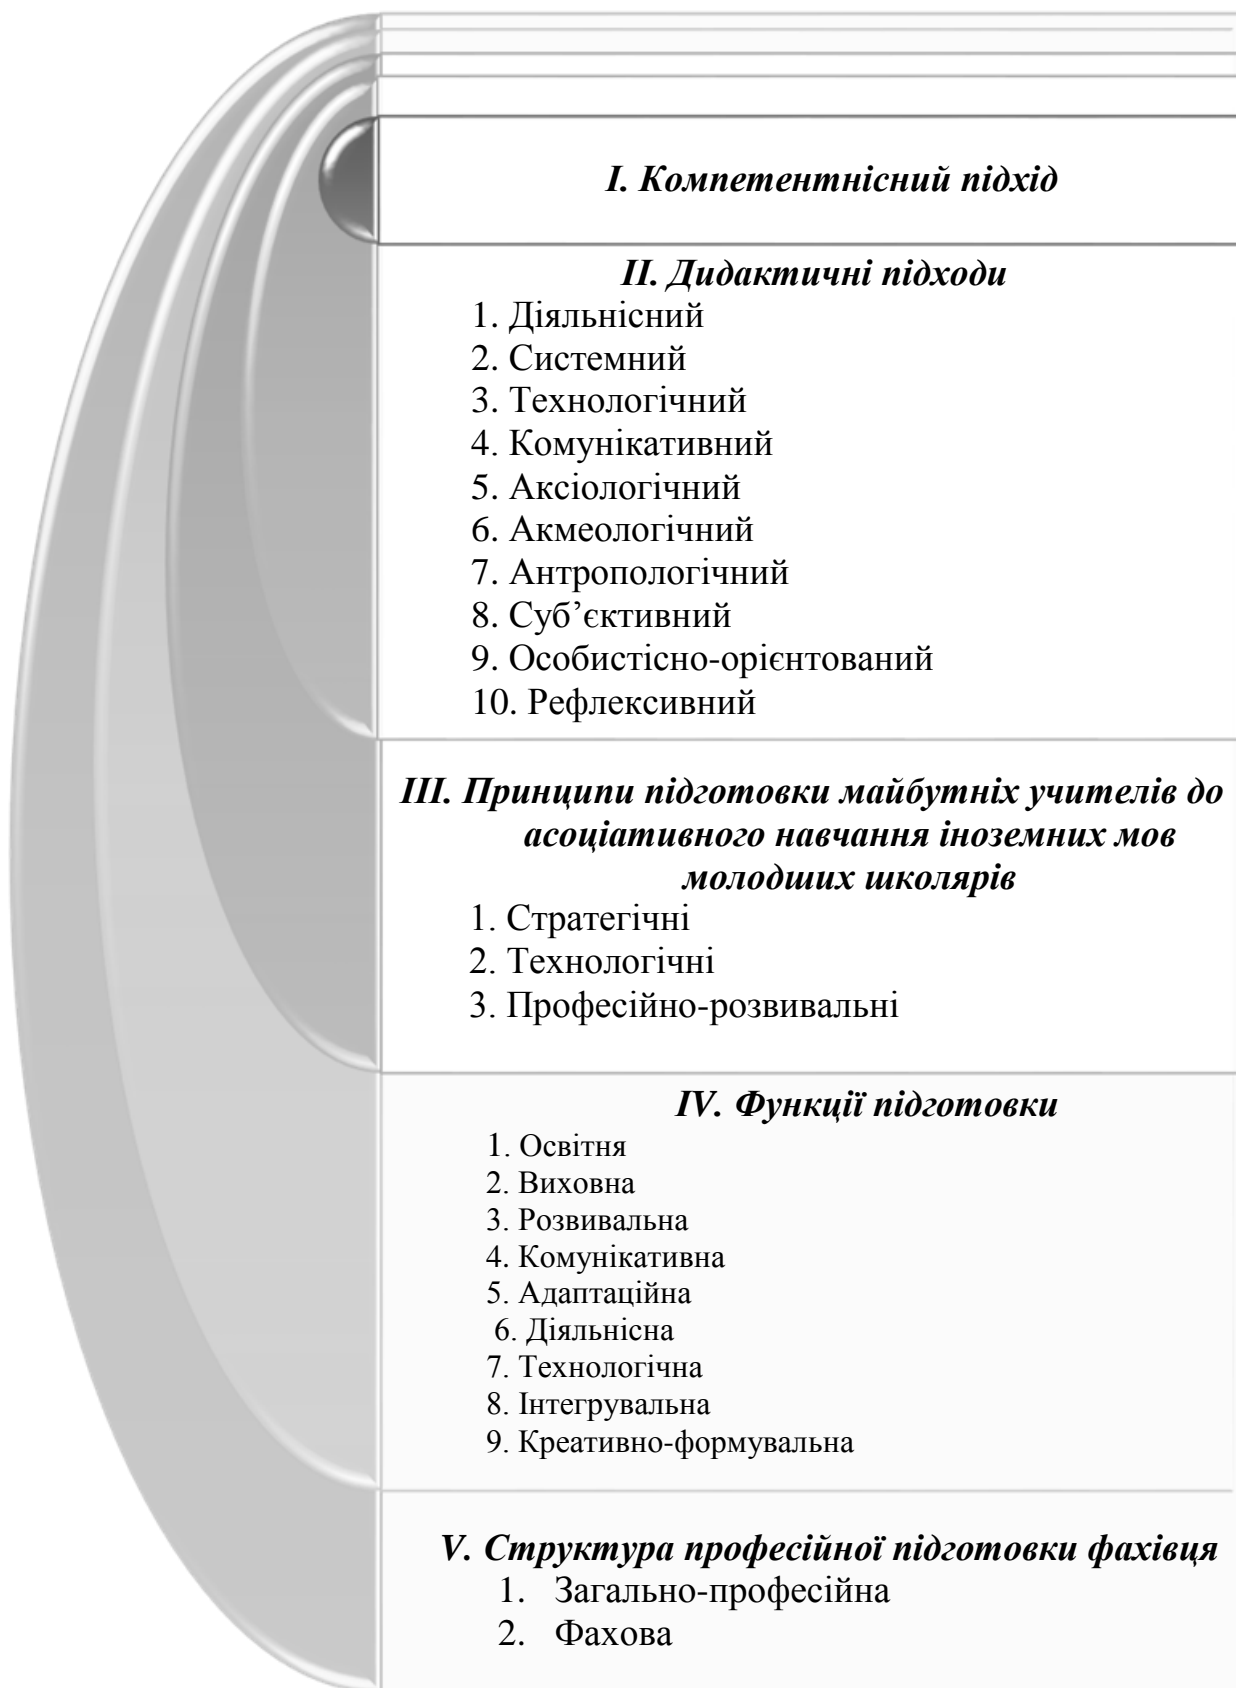 I. Компетентнісний підхід
II. Дидактичні підходи
1. Діяльнісний
2. Системний
3. Технологічний
4. Комунікативний
5. Аксіологічний
6. Акмеологічний
7. Антропологічний
8. Суб’єктивний
9. Особистісно-орієнтований
10. Рефлексивний
III. Принципи підготовки майбутніх учителів до
асоціативного навчання іноземних мов
молодших школярів
1. Стратегічні
2. Технологічні
3. Професійно-розвивальні
IV. Функції підготовки
1. Освітня
2. Виховна
3. Розвивальна
4. Комунікативна
5. Адаптаційна
6. Діяльнісна
7. Технологічна
8. Інтегрувальна
9. Креативно-формувальна
V. Структура професійної підготовки фахівця
1. Загально-професійна
2. Фахова